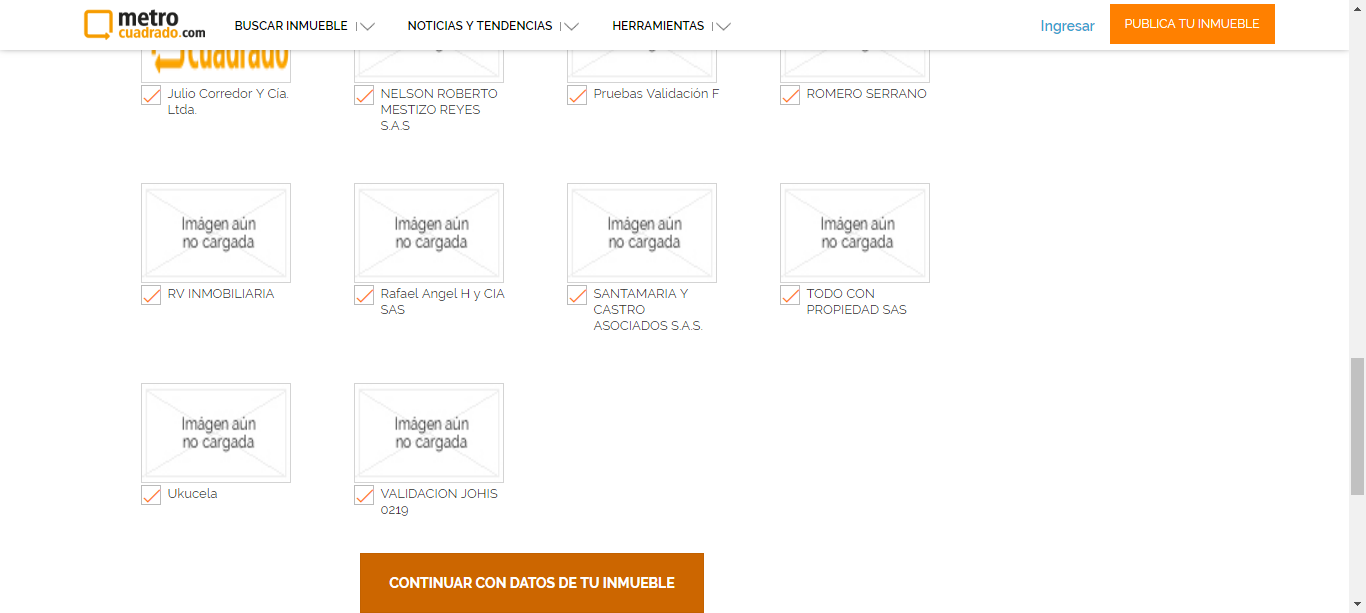 metro
cuadrado.com
BUSCAR INMUEBLE
NOTICIAS Y TENDENCIAS
HERRAMIENTAS
Ingresar
PUBLICA TU INMUEBLE
cuadrado
Julio Corredor Y Cía.
Ltda.
NELSON ROBERTO
MESTIZO REYES
S.A.S
Pruebas Validación F
ROMERO SERRANO
Imágen aún
no cargada
Imágen aún
no cargada
Imágen aún
no cargada
Imágen aún
no cargada
RV INMOBILIARIA
Rafael Angel H y CIA
SAS
SANTAMARIA Y
CASTRO
ASOCIADOS S.A.S.
TODO CON
PROPIEDAD SAS
Imágen aún
no cargada
Imágen aún
no cargada
Ukucela
VALIDACION JOHIS
0219
CONTINUAR CON DATOS DE TU INMUEBLE